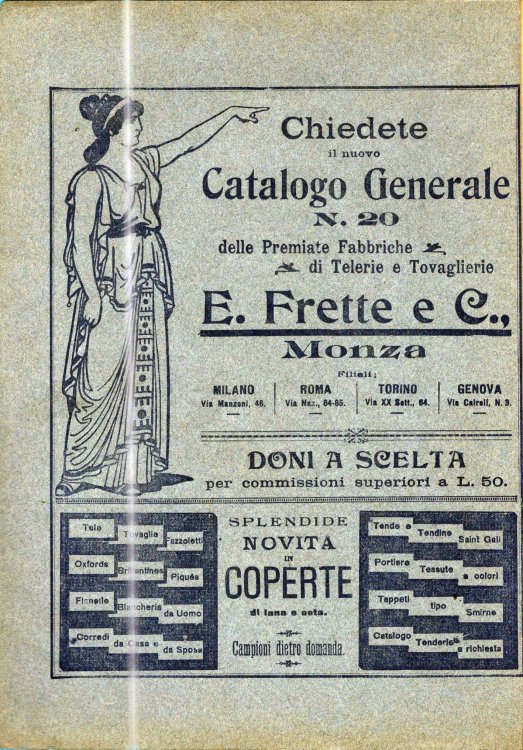 Chiedete
il nuovo
Catalogo Generale
N. 20
delle Premiate Fabbriche
di Telerie e Tovaglierie
E. Frette e C.,
Monza
Filiali;
MILANO
Via Manzoni, 46.
ROMA
Via Naz., 84-85.
TORINO
Via XX Sett., 64.
GENOVA
Via Cairoli, N. 3.
DONI A SCELTA
per commissioni superiori a L. 50.
Tele
Tovaglie
Fazzoletti
Oxfords
Brillantines
Piqués
Flanelle
Biancheria
da Uomo
Corredi
da Casa e
da Sposa
SPLENDIDE
NOVITA
IN
COPERTE
di lana e seta.
Campioni dietro domanda.
Tende e
Tendine
Saint Gall
Portiere
Tessute
a colori
Tappeti
tipo
Smirne
Catalogo
Tenderie
a richiesta